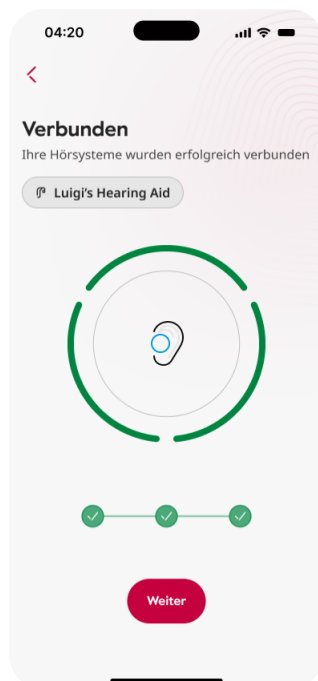 04:20
Verbunden
Ihre Hörsysteme wurden erfolgreich verbunden
Luigi's Hearing Aid
Weiter